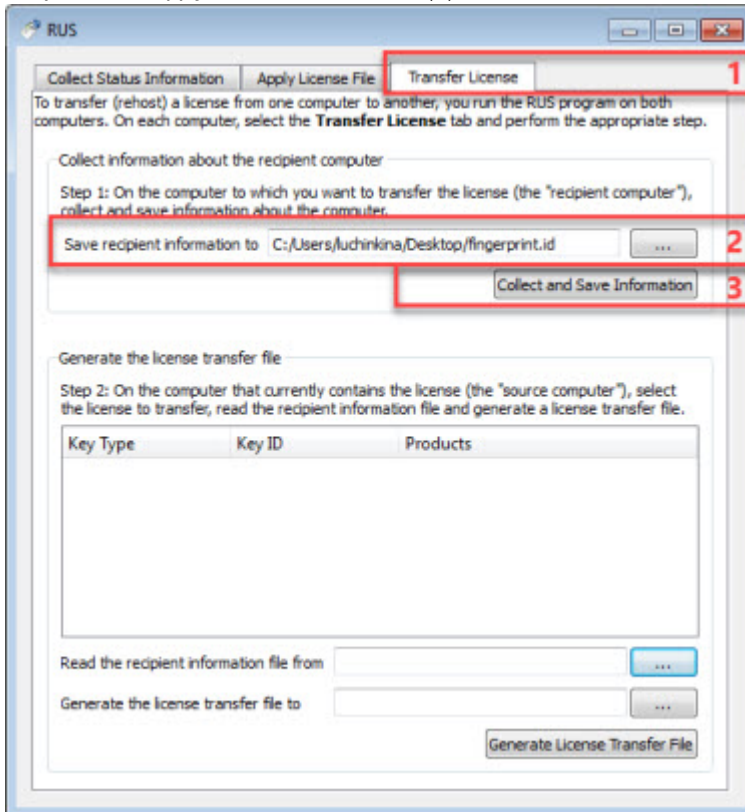 RUS
Collect Status Information Apply License File Transfer License 1
To transfer (rehost) a license from one computer to another, you run the RUS program on both
computers. On each computer, select the Transfer License tab and perform the appropriate step.
Collect information about the recipient computer
Step 1: On the computer to which you want to transfer the license (the "recipient computer"),
collect and save information about the computer.
Save recipient information to C:/Users/luchinkina/Desktop/fingerprint.id ... 2
Collect and Save Information 3
Generate the license transfer file
Step 2: On the computer that currently contains the license (the "source computer"), select
the license to transfer, read the recipient information file and generate a license transfer file.
Key Type Key ID Products
Read the recipient information file from ...
Generate the license transfer file to ...
Generate License Transfer File